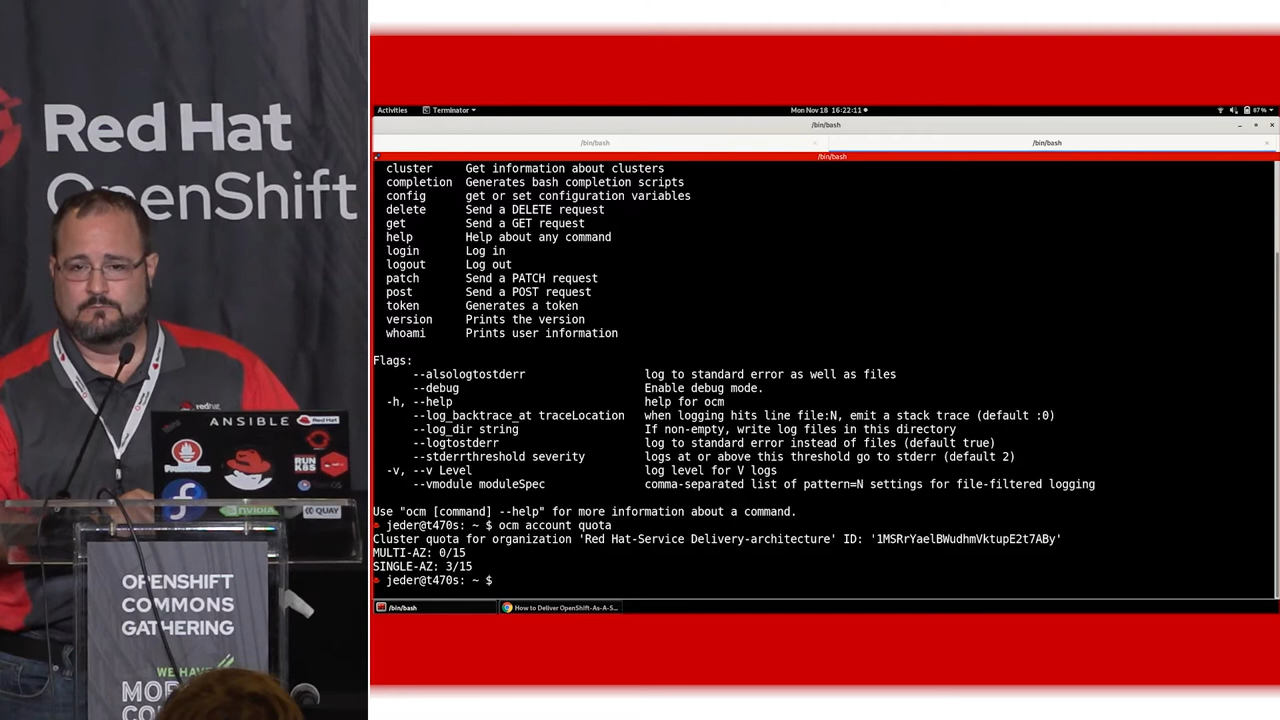 Red Hat
OpenShift
redhat
ANSIBLE Red Hat
RUN
K8S
NVIDIA
QUAY
OPENSHIFT
COMMONS
GATHERING
WE HAVE
Activities Terminator Mon Nov 18 16:22:11 87%
/bin/bash
/bin/bash /bin/bash
/bin/bash
cluster Get information about clusters
completion Generates bash completion scripts
config get or set configuration variables
delete Send a DELETE request
get Send a GET request
help Help about any command
login Log in
logout Log out
patch Send a PATCH request
post Send a POST request
token Generates a token
version Prints the version
whoami Prints user information
Flags:
--alsologtostderr log to standard error as well as files
--debug Enable debug mode.
-h, --help help for ocm
--log_backtrace_at traceLocation when logging hits line file:N, emit a stack trace (default :0)
--log_dir string If non-empty, write log files in this directory
--logtostderr log to standard error instead of files (default true)
--stderrthreshold severity logs at or above this threshold go to stderr (default 2)
-v, --v Level log level for V logs
--vmodule moduleSpec comma-separated list of pattern=N settings for file-filtered logging
Use "ocm [command] --help" for more information about a command.
jeder@t470s: ~ $ ocm account quota
Cluster quota for organization 'Red Hat-Service Delivery-architecture' ID: '1MSRrYaelBWudhmVktupE2t7ABy'
MULTI-AZ: 0/15
SINGLE-AZ: 3/15
jeder@t470s: ~ $
/bin/bash How to Deliver OpenShift-As-A-S...